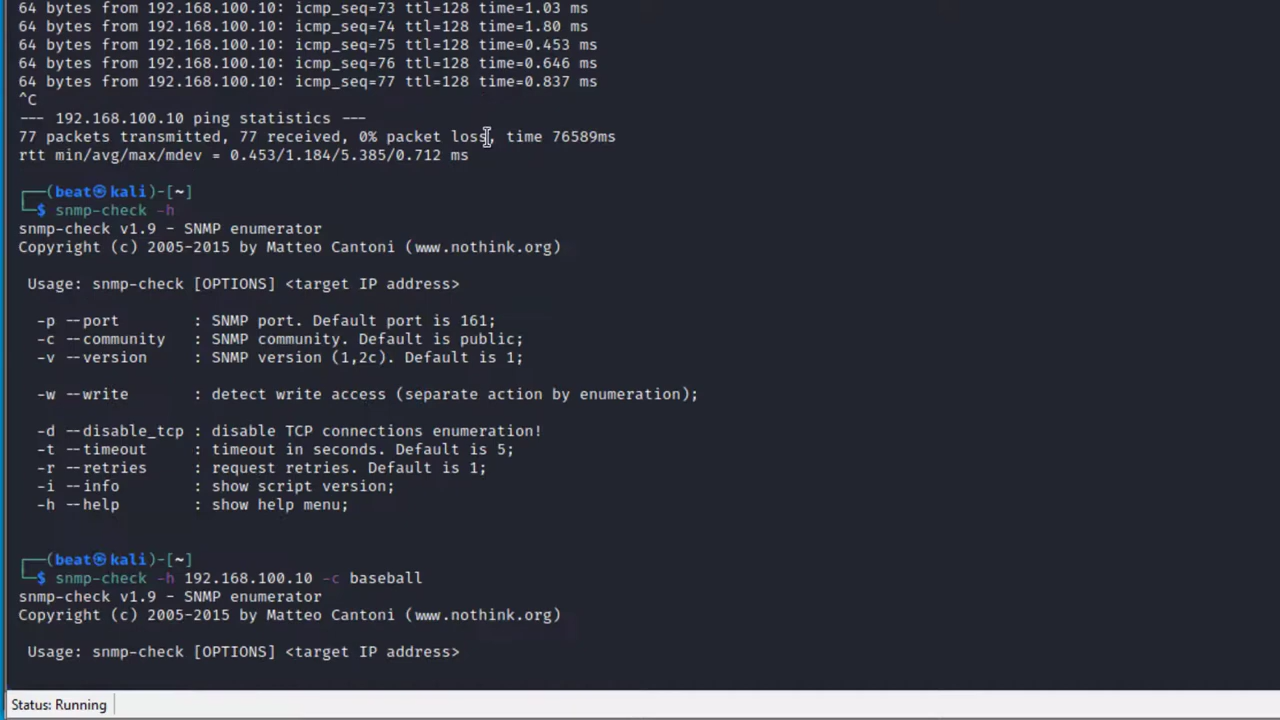 64 bytes from 192.168.100.10: icmp_seq=73 ttl=128 time=1.03 ms
64 bytes from 192.168.100.10: icmp_seq=74 ttl=128 time=1.80 ms
64 bytes from 192.168.100.10: icmp_seq=75 ttl=128 time=0.453 ms
64 bytes from 192.168.100.10: icmp_seq=76 ttl=128 time=0.646 ms
64 bytes from 192.168.100.10: icmp_seq=77 ttl=128 time=0.837 ms
^C
--- 192.168.100.10 ping statistics ---
77 packets transmitted, 77 received, 0% packet loss, time 76589ms
rtt min/avg/max/mdev = 0.453/1.184/5.385/0.712 ms
┌──(beat㉿kali)-[~]
└─$ snmp-check -h
snmp-check v1.9 - SNMP enumerator
Copyright (c) 2005-2015 by Matteo Cantoni (www.nothink.org)
Usage: snmp-check [OPTIONS] <target IP address>
-p --port : SNMP port. Default port is 161;
-c --community : SNMP community. Default is public;
-v --version : SNMP version (1,2c). Default is 1;
-w --write : detect write access (separate action by enumeration);
-d --disable_tcp : disable TCP connections enumeration!
-t --timeout : timeout in seconds. Default is 5;
-r --retries : request retries. Default is 1;
-i --info : show script version;
-h --help : show help menu;
┌──(beat㉿kali)-[~]
└─$ snmp-check -h 192.168.100.10 -c baseball
snmp-check v1.9 - SNMP enumerator
Copyright (c) 2005-2015 by Matteo Cantoni (www.nothink.org)
Usage: snmp-check [OPTIONS] <target IP address>
Status: Running